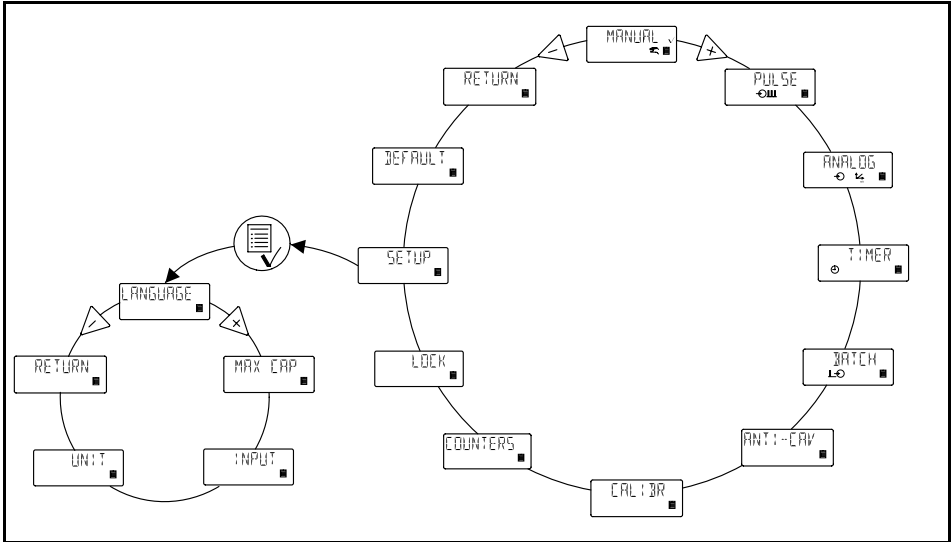 MANUAL
PULSE
ANALOG
TIMER
BATCH
ANTI-CAV
CALIBR
COUNTERS
LOCK
SETUP
DEFAULT
RETURN
LANGUAGE
MAX CAP
INPUT
UNIT
RETURN